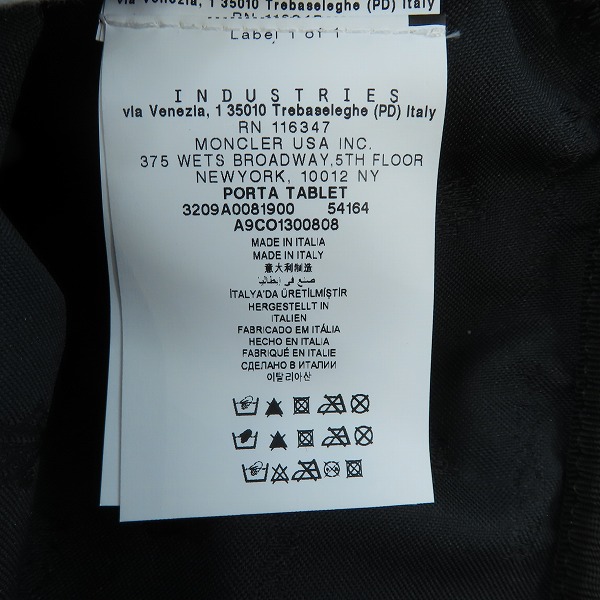 via Venezia, 1 35010 Trebaseleghe (PD) Italy
Label 1 of 1
INDUSTRIES
via Venezia, 1 35010 Trebaseleghe (PD) Italy
RN 116347
MONCLER USA INC.
375 WETS BROADWAY,5TH FLOOR
NEWYORK, 10012 NY
PORTA TABLET
3209A0081900 54164
A9CO1300808
MADE IN ITALIA
MADE IN ITALY
意大利制造
صنع في إيطاليا
İTALYA'DA ÜRETİLMİŞTİR
HERGESTELLT IN
ITALIEN
FABRICADO EM ITÁLIA
HECHO EN ITALIA
FABRIQUÉ EN ITALIE
СДЕЛАНО В ИТАЛИИ
이탈리아산